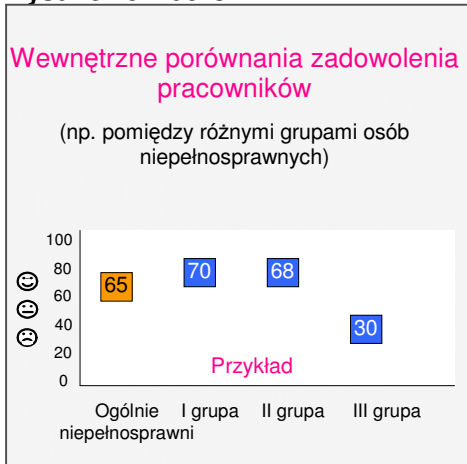 Wewnętrzne porównania zadowolenia
pracowników
(np. pomiędzy różnymi grupami osób
niepełnosprawnych)
100
80
60
40
20
0
65
70
68
30
Przykład
Ogólnie I grupa II grupa III grupa
niepełnosprawni